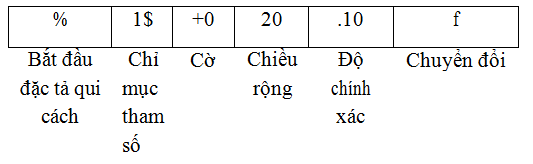 % 1$ +0 20 .10 f
Bắt đầu Chỉ Cờ Chiều Độ Chuyển đổi
đặc tả qui mục rộng chính
cách tham xác
số